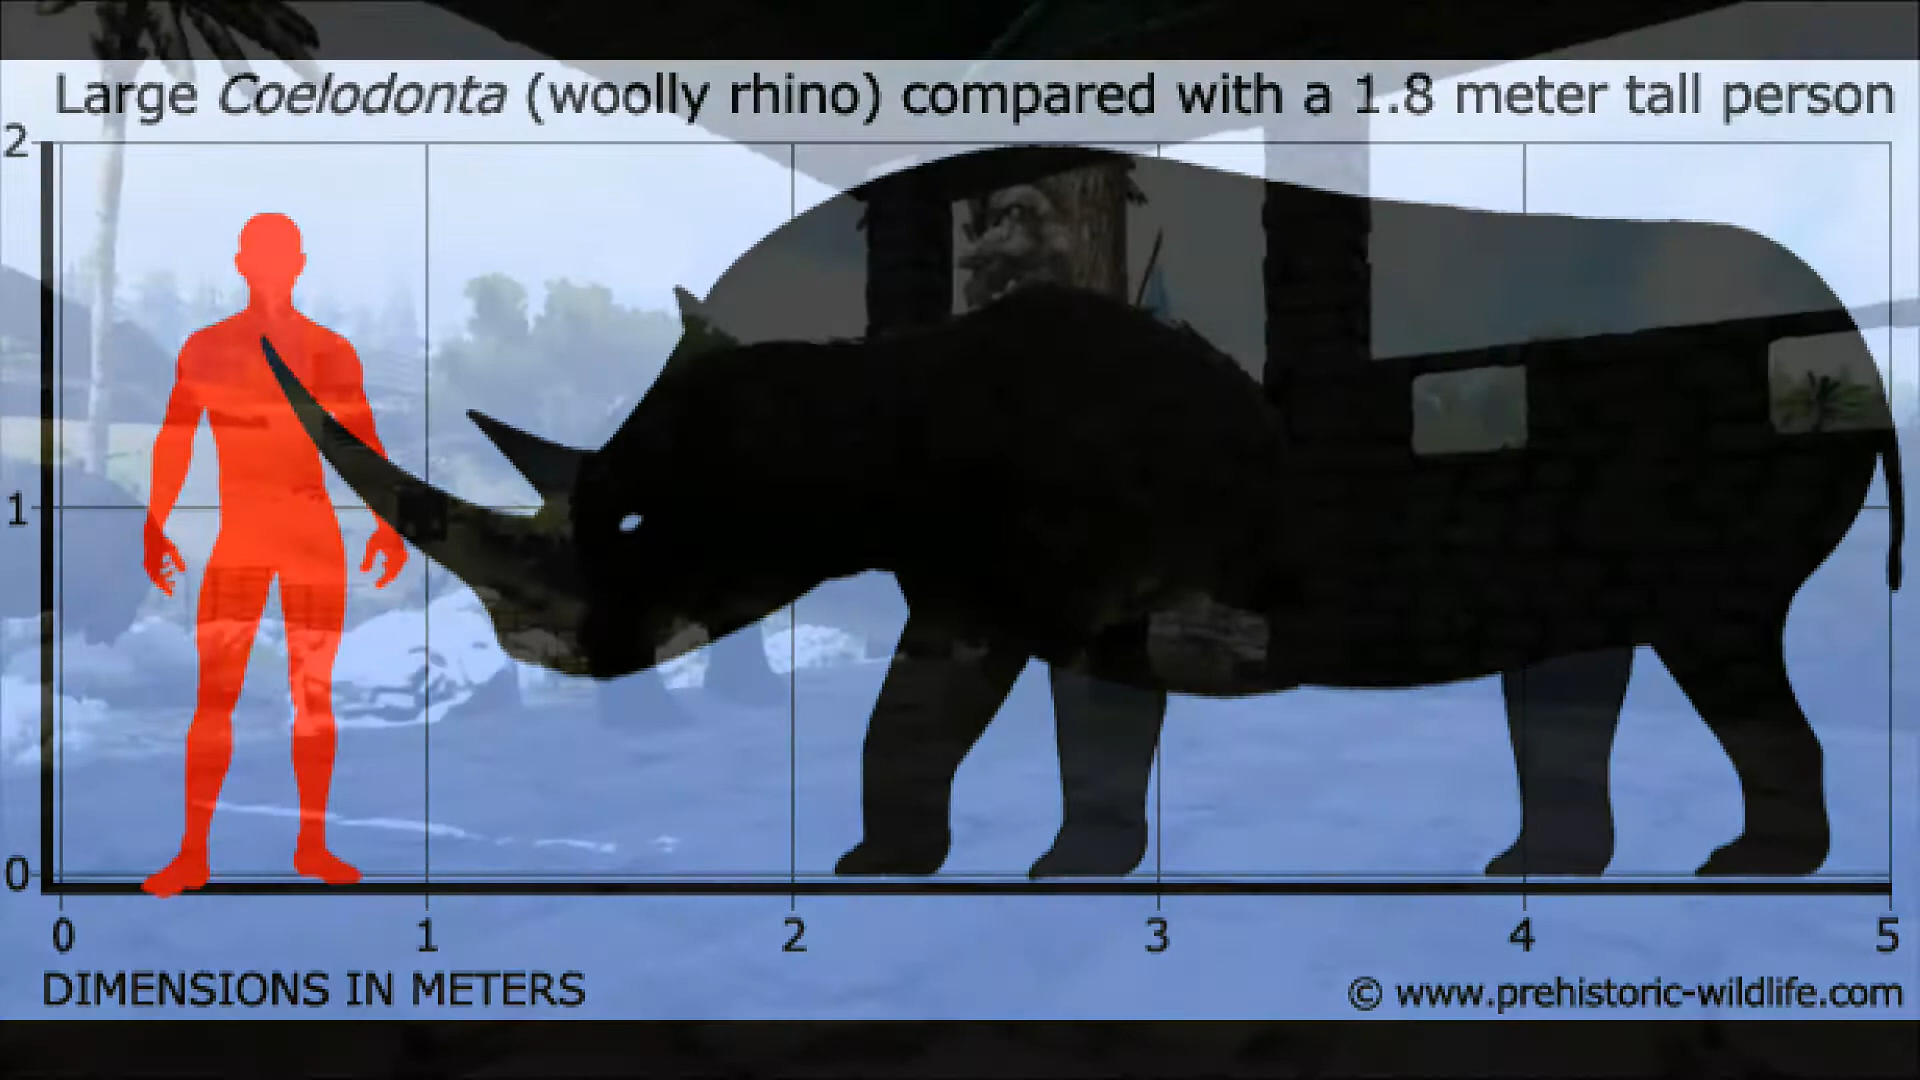 Large Coelodonta (woolly rhino) compared with a 1.8 meter tall person
2
1
0
0 1 2 3 4 5
DIMENSIONS IN METERS
© www.prehistoric-wildlife.com